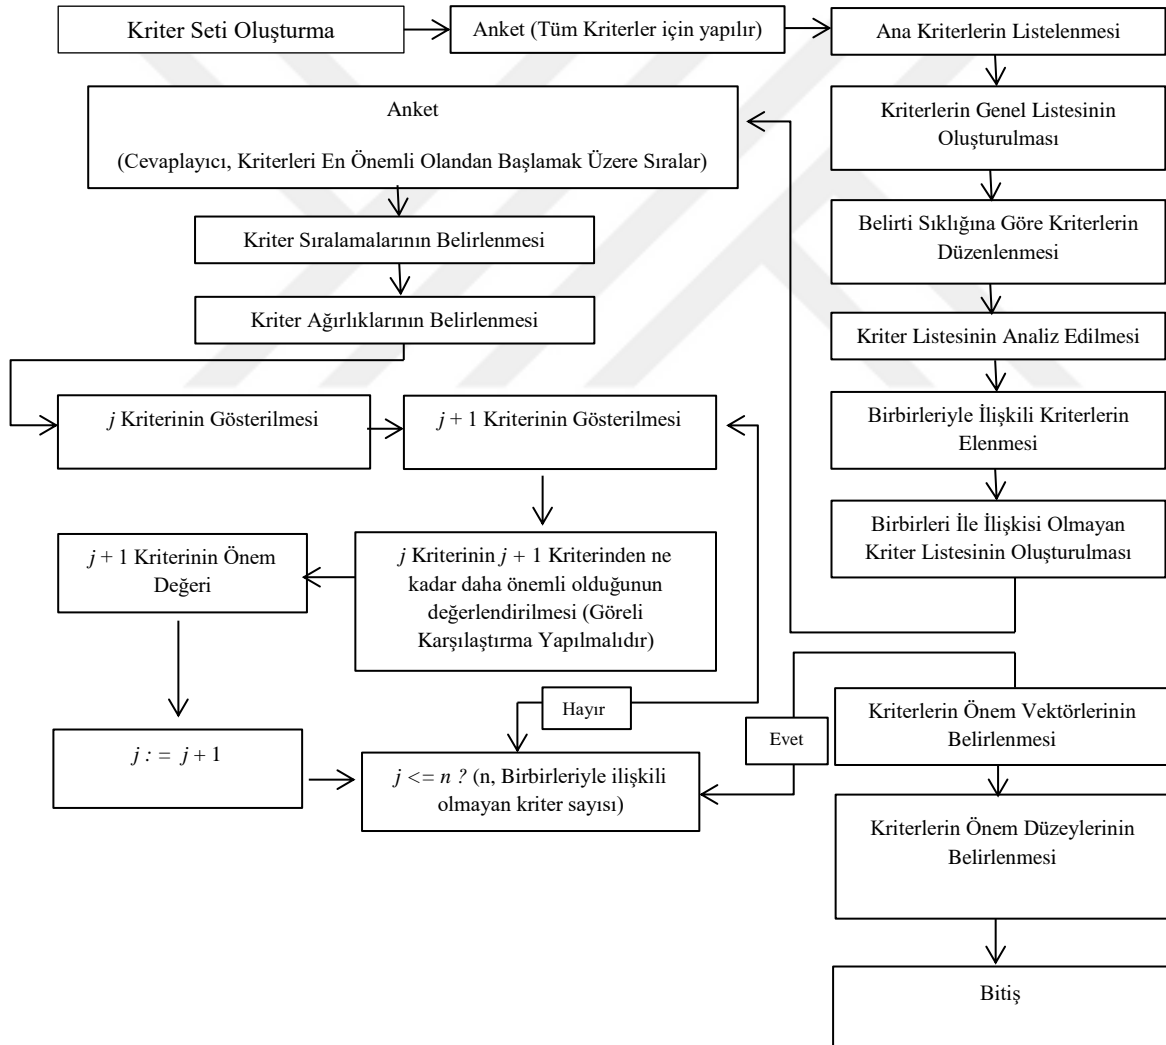 Kriter Seti Oluşturma
Anket (Tüm Kriterler için yapılır)
Ana Kriterlerin Listelenmesi
Kriterlerin Genel Listesinin
Oluşturulması
Belirti Sıklığına Göre Kriterlerin
Düzenlenmesi
Kriter Listesinin Analiz Edilmesi
Birbirleriyle İlişkili Kriterlerin
Elenmesi
Birbirleri İle İlişkisi Olmayan
Kriter Listesinin Oluşturulması
Anket
(Cevaplayıcı, Kriterleri En Önemli Olandan Başlamak Üzere Sıralar)
Kriter Sıralamalarının Belirlenmesi
Kriter Ağırlıklarının Belirlenmesi
j Kriterinin Gösterilmesi
j + 1 Kriterinin Gösterilmesi
j Kriterinin j + 1 Kriterinden ne
kadar daha önemli olduğunun
değerlendirilmesi (Göreli
Karşılaştırma Yapılmalıdır)
j + 1 Kriterinin Önem
Değeri
j : = j + 1
j <= n ? (n, Birbirleriyle ilişkili
olmayan kriter sayısı)
Hayır
Evet
Kriterlerin Önem Vektörlerinin
Belirlenmesi
Kriterlerin Önem Düzeylerinin
Belirlenmesi
Bitiş